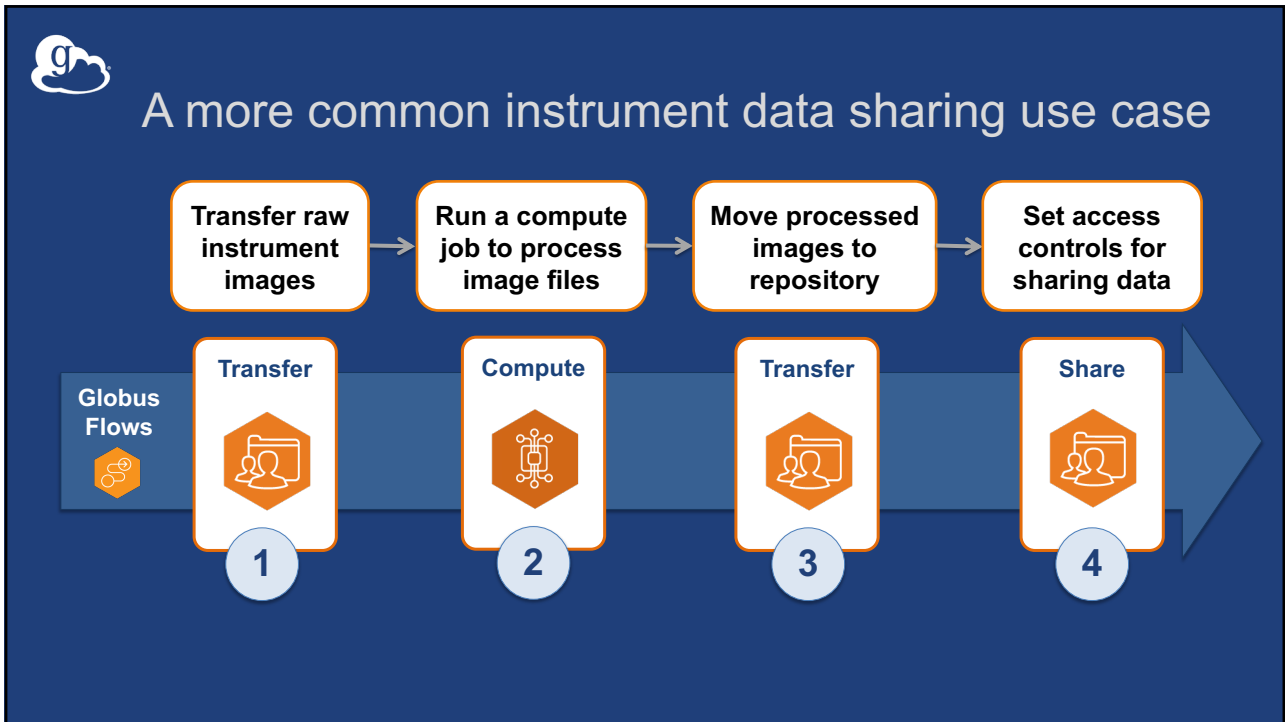 g
A more common instrument data sharing use case
Transfer raw
instrument
images
Run a compute
job to process
image files
Move processed
images to
repository
Set access
controls for
sharing data
Globus
Flows
Transfer
1
Compute
2
Transfer
3
Share
4